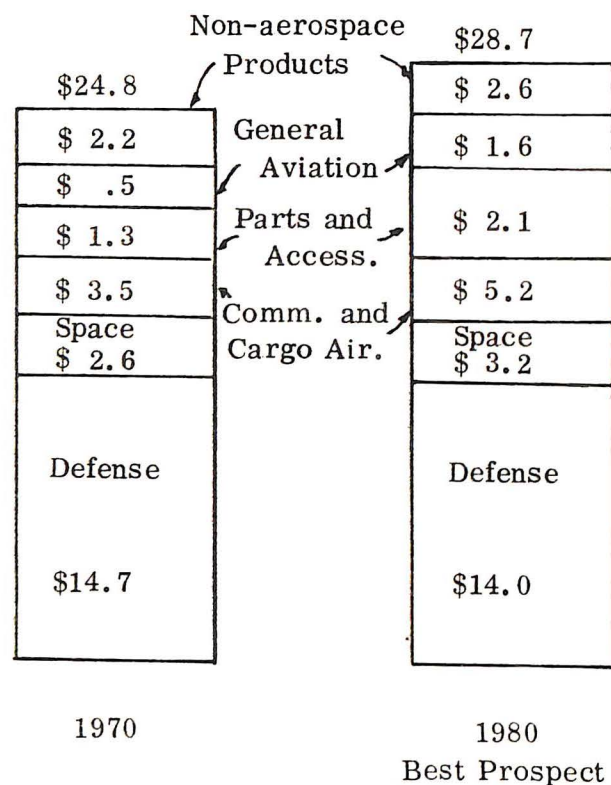 Non-aerospace
Products
$24.8
$ 2.2
$ .5
$ 1.3
$ 3.5
Space
$ 2.6
Defense
$14.7
1970
General
Aviation
Parts and
Access.
Comm. and
Cargo Air.
$28.7
$ 2.6
$ 1.6
$ 2.1
$ 5.2
Space
$ 3.2
Defense
$14.0
1980
Best Prospect